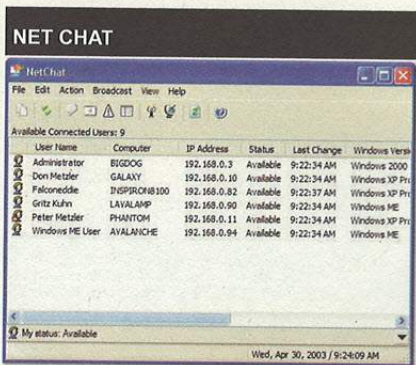 NET CHAT
NetChat
File Edit Action Broadcast View Help
Available Connected Users: 9
User Name Computer IP Address Status Last Change Windows Versi
Administrator BIGDOG 192.168.0.3 Available 9:22:34 AM Windows 2000
Don Metzler GALAXY 192.168.0.10 Available 9:22:34 AM Windows XP Pro
Falconeddie INSPIRON8100 192.168.0.82 Available 9:22:37 AM Windows XP Pro
Gritz Kuhn LAVALAMP 192.168.0.90 Available 9:22:34 AM Windows ME
Peter Metzler PHANTOM 192.168.0.11 Available 9:22:34 AM Windows XP Pro
Windows ME User AVALANCHE 192.168.0.94 Available 9:22:34 AM Windows ME
My status: Available
Wed, Apr 30, 2003 / 9:24:09 AM